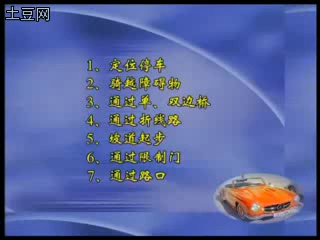 土豆网
1、定位停车
2、骑越障碍物
3、通过单、双边桥
4、通过折线路
5、坡道起步
6、通过限制门
7、通过路口